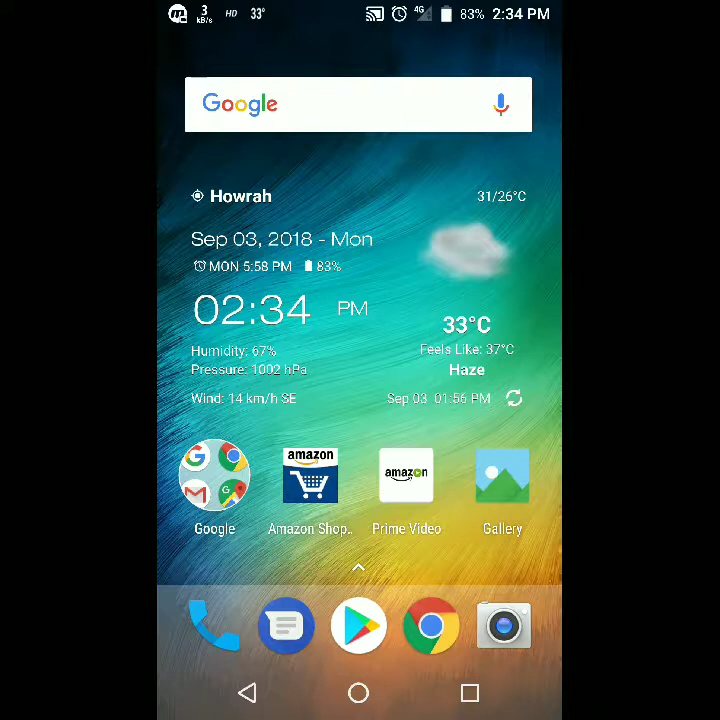 3
kB/s
HD
33°
4G
83%
2:34 PM
Google
Howrah
31/26°C
Sep 03, 2018 - Mon
MON 5:58 PM 83%
02:34 PM
33°C
Humidity: 67%
Feels Like: 37°C
Pressure: 1002 hPa
Haze
Wind: 14 km/h SE
Sep 03 01:56 PM
amazon
amazon
Google
Amazon Shop..
Prime Video
Gallery